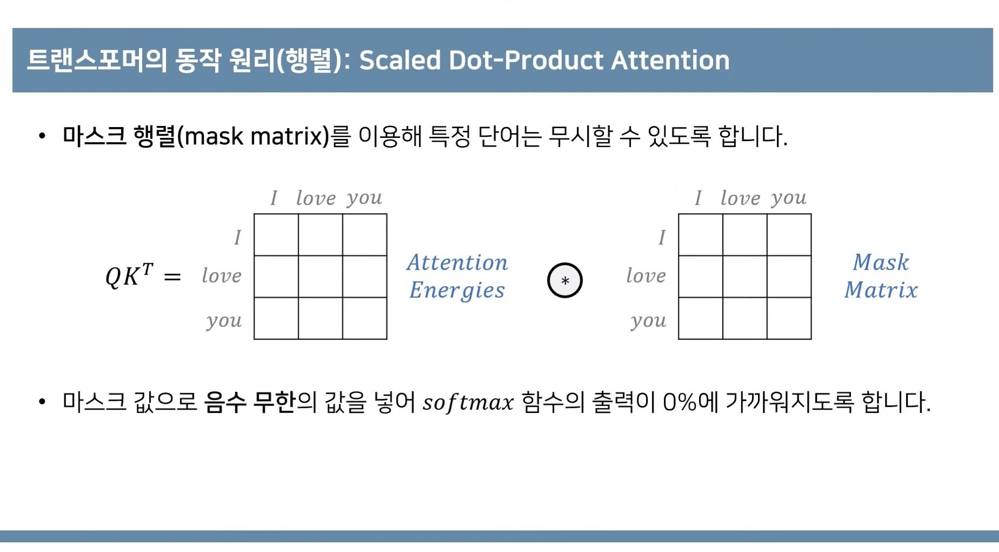 트랜스포머의 동작 원리(행렬): Scaled Dot-Product Attention
• 마스크 행렬(mask matrix)를 이용해 특정 단어는 무시할 수 있도록 합니다.
I love you
I
love
you
QKᵀ =
Attention
Energies
*
I love you
I
love
you
Mask
Matrix
• 마스크 값으로 음수 무한의 값을 넣어 softmax 함수의 출력이 0%에 가까워지도록 합니다.